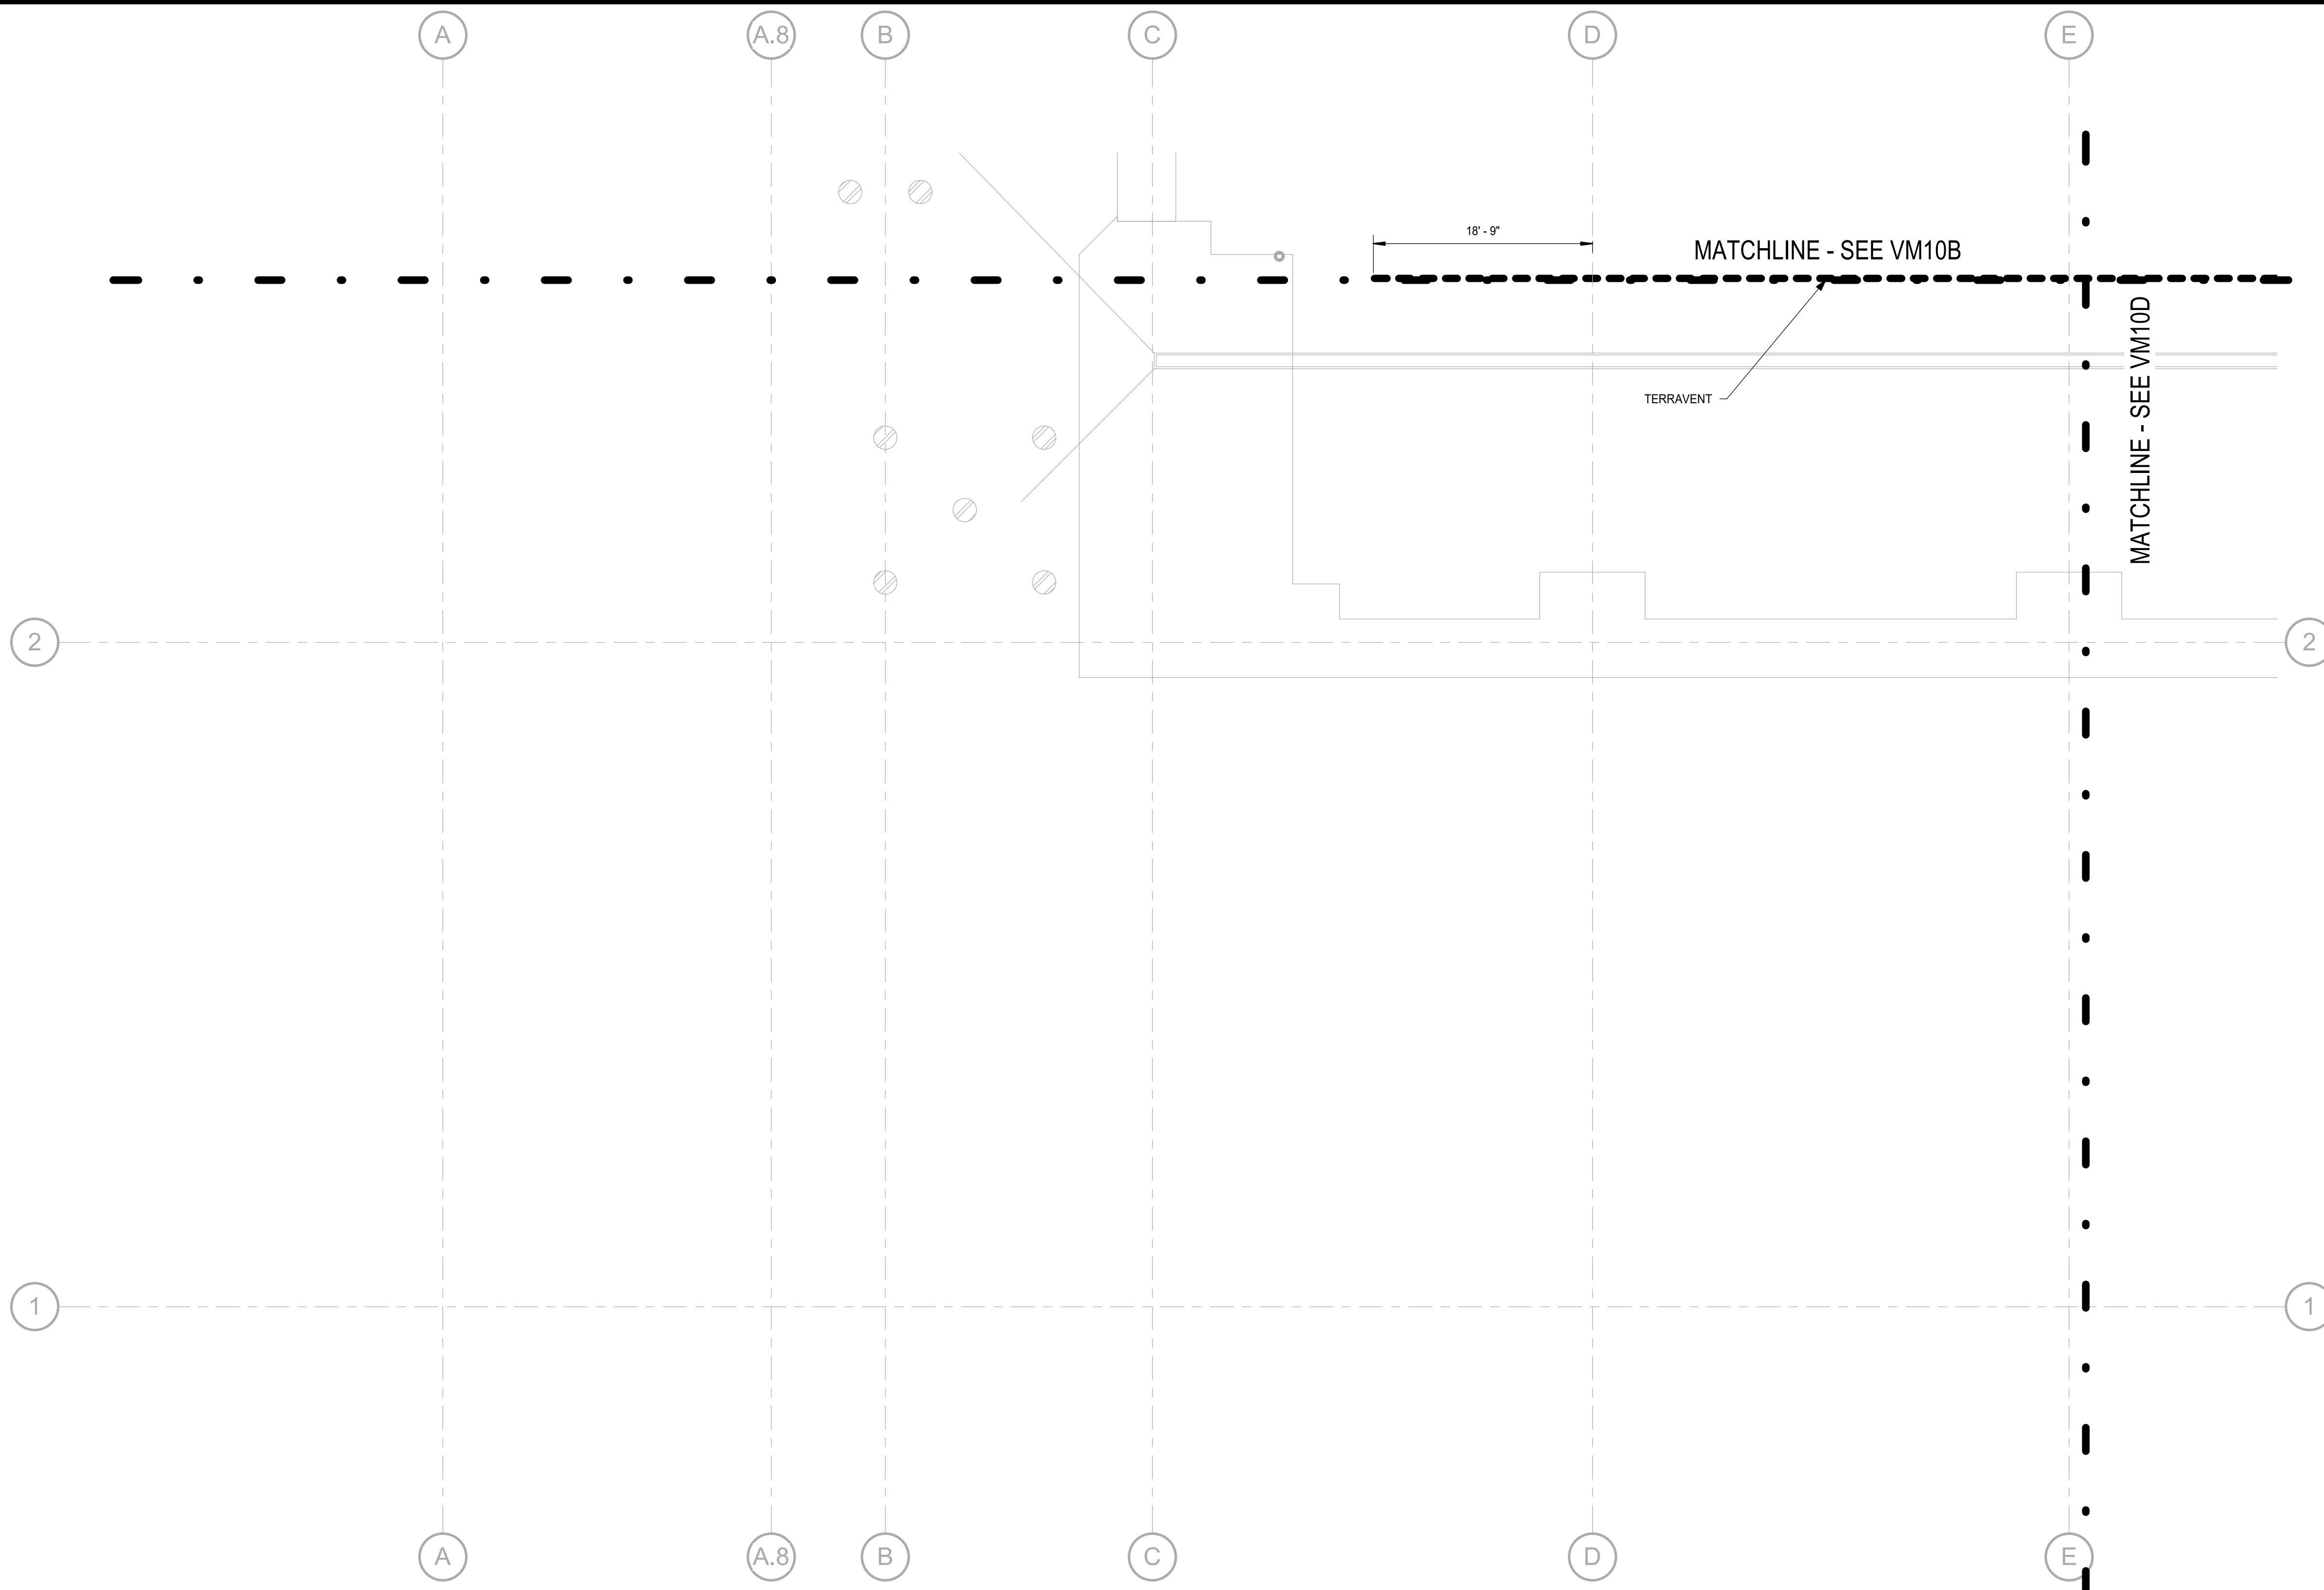 A
A.8
B
C
D
E
18' - 9"
MATCHLINE - SEE VM10B
MATCHLINE - SEE VM10D
TERRAVENT
2
2
1
1
A
A.8
B
C
D
E